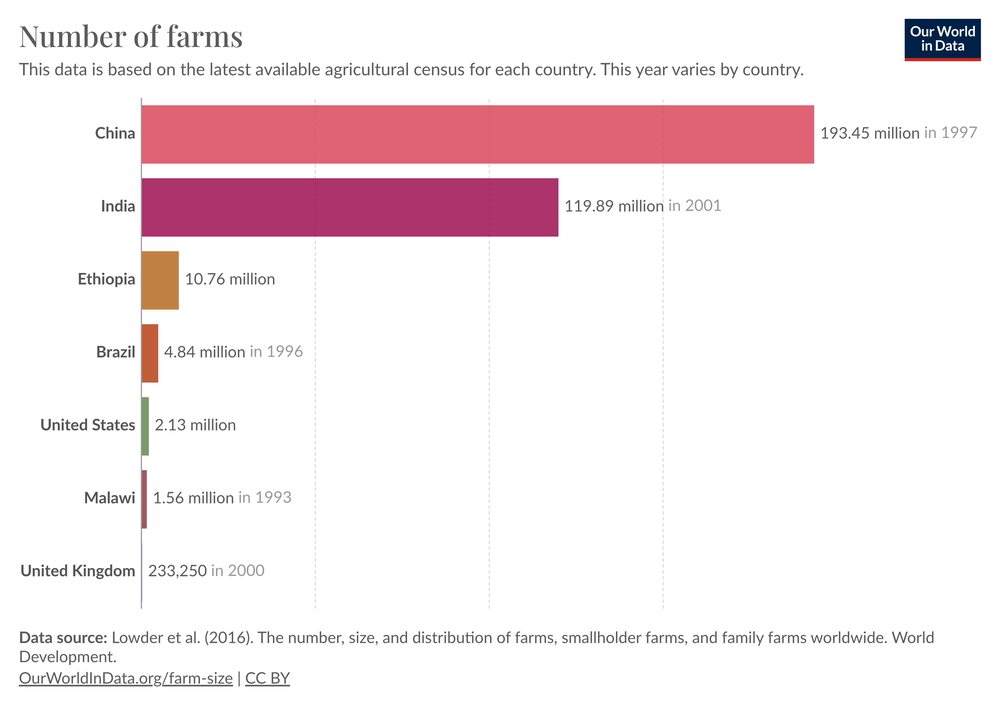 Number of farms
Our World
in Data
This data is based on the latest available agricultural census for each country. This year varies by country.
China
193.45 million in 1997
India
119.89 million in 2001
Ethiopia
10.76 million
Brazil
4.84 million in 1996
United States
2.13 million
Malawi
1.56 million in 1993
United Kingdom
233,250 in 2000
Data source: Lowder et al. (2016). The number, size, and distribution of farms, smallholder farms, and family farms worldwide. World
Development.
OurWorldInData.org/farm-size | CC BY